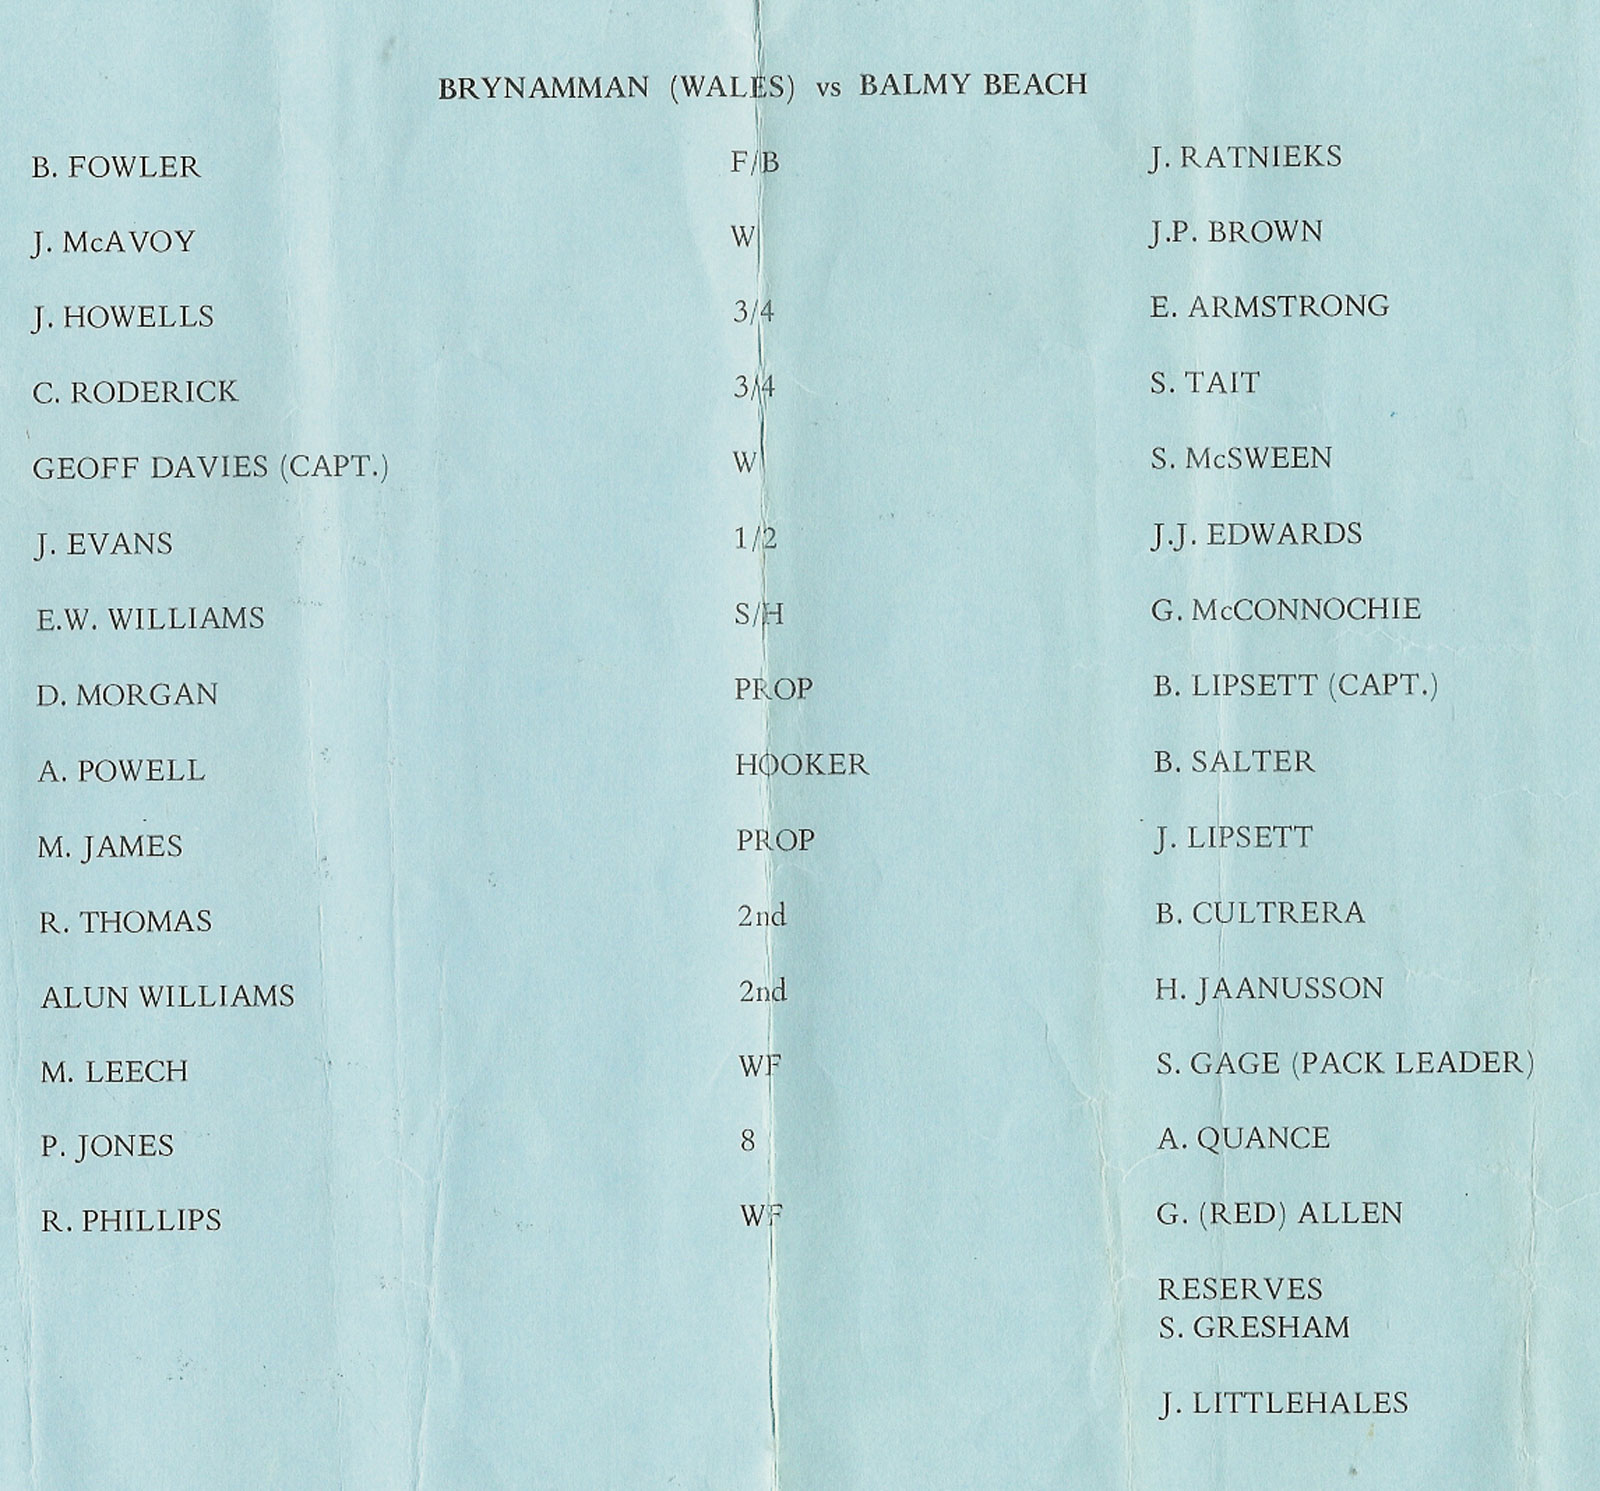 BRYNAMMAN (WALES) vs BALMY BEACH
B. FOWLER F/B J. RATNIEKS
J. McAVOY W J.P. BROWN
J. HOWELLS 3/4 E. ARMSTRONG
C. RODERICK 3/4 S. TAIT
GEOFF DAVIES (CAPT.) W S. McSWEEN
J. EVANS 1/2 J.J. EDWARDS
E.W. WILLIAMS S/H G. McCONNOCHIE
D. MORGAN PROP B. LIPSETT (CAPT.)
A. POWELL HOOKER B. SALTER
M. JAMES PROP J. LIPSETT
R. THOMAS 2nd B. CULTRERA
ALUN WILLIAMS 2nd H. JAANUSSON
M. LEECH WF S. GAGE (PACK LEADER)
P. JONES 8 A. QUANCE
R. PHILLIPS WF G. (RED) ALLEN
RESERVES
S. GRESHAM
J. LITTLEHALES